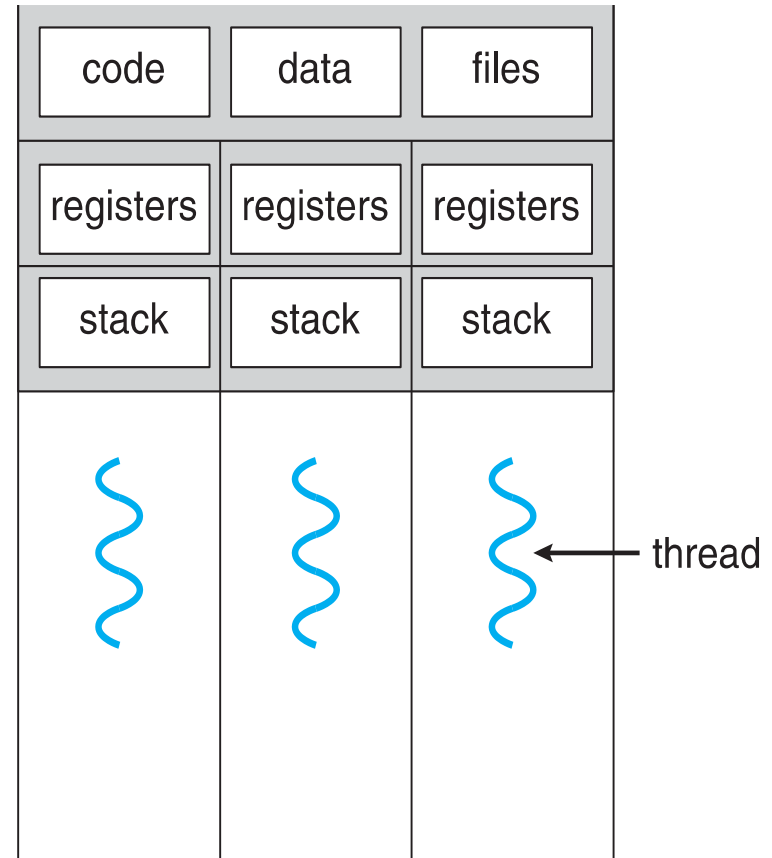 code data files
registers registers registers
stack stack stack
thread